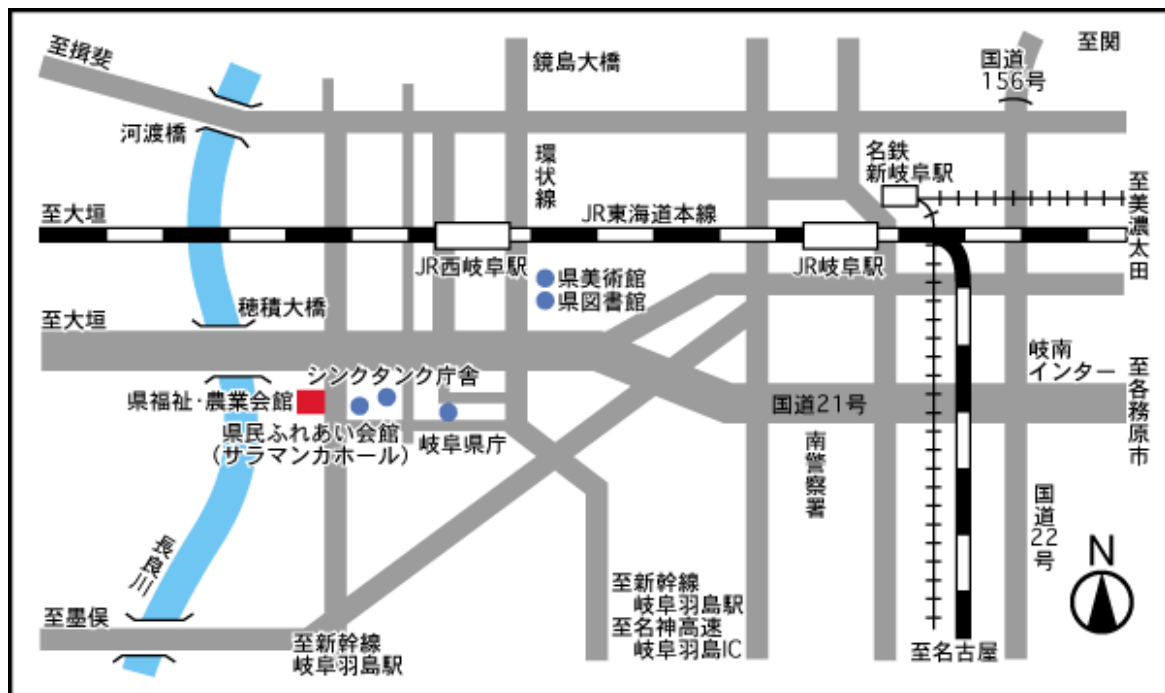 至揖斐
鏡島大橋
国道
156号
至関
河渡橋
環状線
名鉄
新岐阜駅
至大垣
JR東海道本線
至美濃太田
JR西岐阜駅
JR岐阜駅
県美術館
県図書館
穂積大橋
至大垣
岐南
インター
シンクタンク庁舎
県福祉・農業会館
国道21号
至各務原市
県民ふれあい会館
(サラマンカホール)
岐阜県庁
南警察署
国道22号
長良川
N
至新幹線
岐阜羽島駅
至名神高速
岐阜羽島IC
至墨俣
至新幹線
岐阜羽島駅
至名古屋